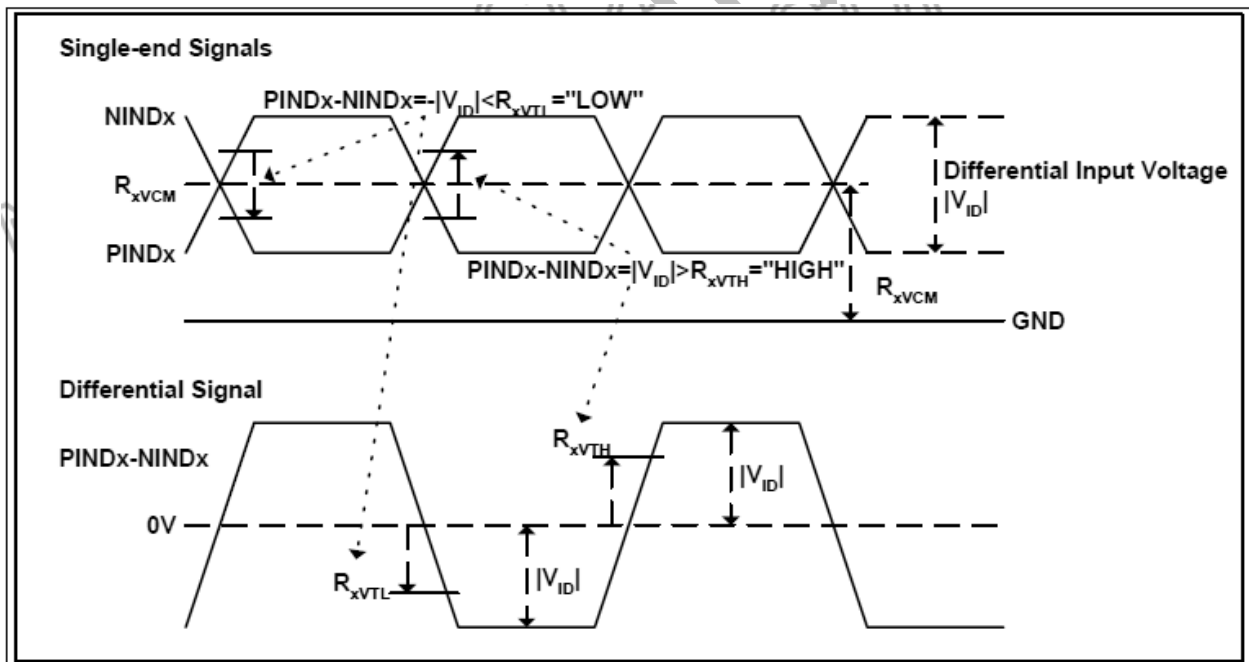 Single-end Signals
PINDx-NINDx=-|VID|<RxVTL="LOW"
NINDx
RxVCM
PINDx
Differential Input Voltage
|VID|
PINDx-NINDx=|VID|>RxVTH="HIGH"
RxVCM
GND
Differential Signal
PINDx-NINDx
RxVTH
|VID|
0V
RxVTL
|VID|